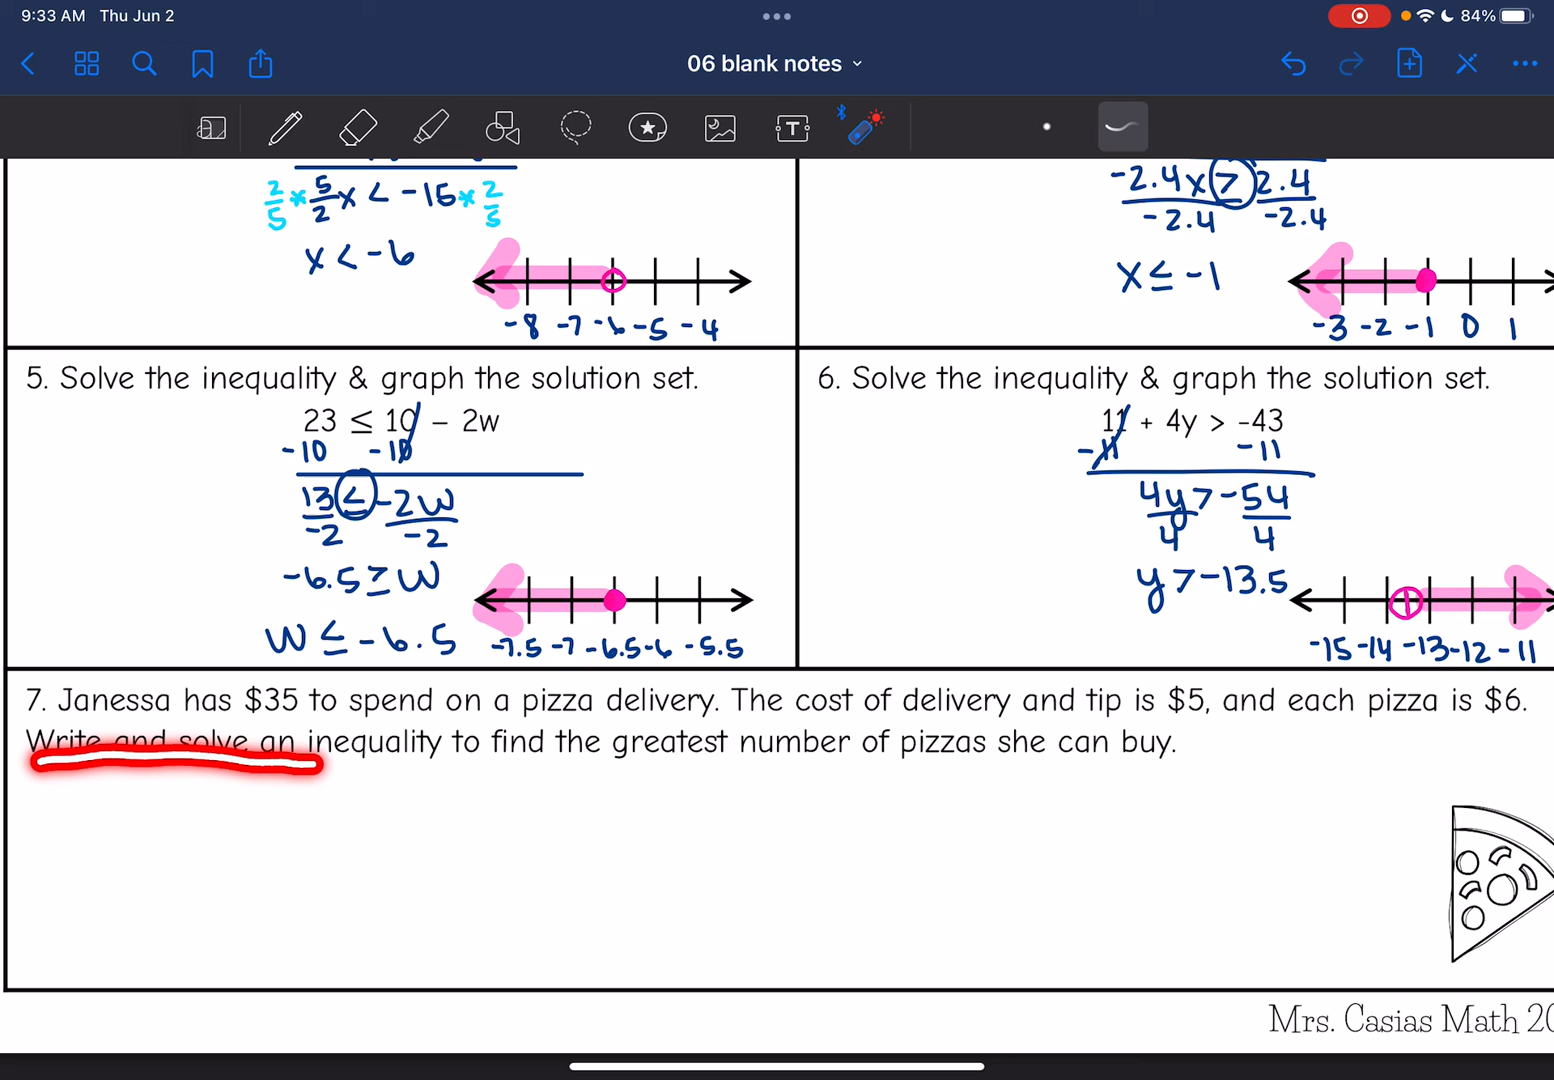 9:33 AM Thu Jun 2
84%
06 blank notes
T
2/5 * 5/2 x < -15 * 2/5
x < -6
-8 -7 -6 -5 -4
-2.4x > 2.4
-2.4 -2.4
x ≤ -1
-3 -2 -1 0 1
5. Solve the inequality & graph the solution set.
23 ≤ 10 – 2w
-10 -10
13 ≤ -2w
-2 -2
-6.5 ≥ w
w ≤ -6.5
-7.5 -7 -6.5 -6 -5.5
6. Solve the inequality & graph the solution set.
11 + 4y > -43
-11 -11
4y > -54
4 4
y > -13.5
-15 -14 -13 -12 -11
7. Janessa has $35 to spend on a pizza delivery. The cost of delivery and tip is $5, and each pizza is $6.
Write and solve an inequality to find the greatest number of pizzas she can buy.
Mrs. Casias Math